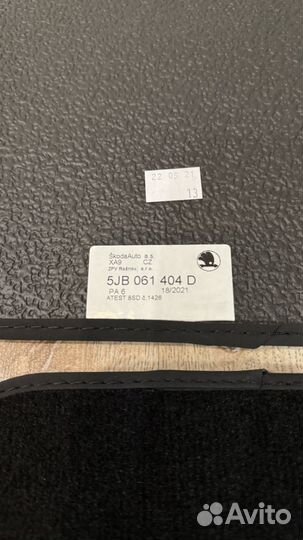 22 05 21
13
ŠkodaAuto a.s.
XA9 CZ
ZPV Rožnov, s.r.o.
5JB 061 404 D
PA 6 18/2021
ATEST 8SD č.1426
Avito